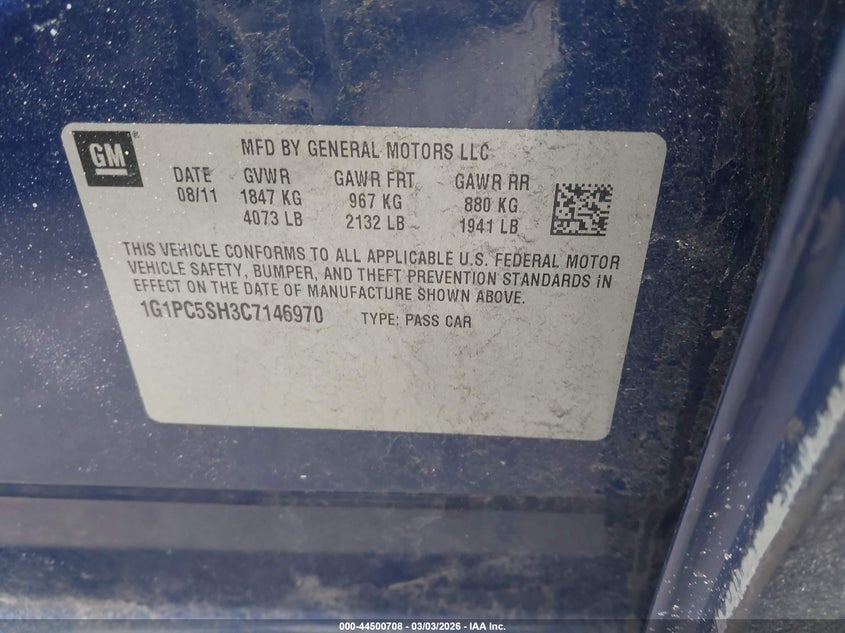 GM
MFD BY GENERAL MOTORS LLC
DATE GVWR GAWR FRT GAWR RR
08/11 1847 KG 967 KG 880 KG
4073 LB 2132 LB 1941 LB
THIS VEHICLE CONFORMS TO ALL APPLICABLE U.S. FEDERAL MOTOR
VEHICLE SAFETY, BUMPER, AND THEFT PREVENTION STANDARDS IN
EFFECT ON THE DATE OF MANUFACTURE SHOWN ABOVE.
1G1PC5SH3C7146970 TYPE: PASS CAR
000-44500708 - 03/03/2026 - IAA Inc.